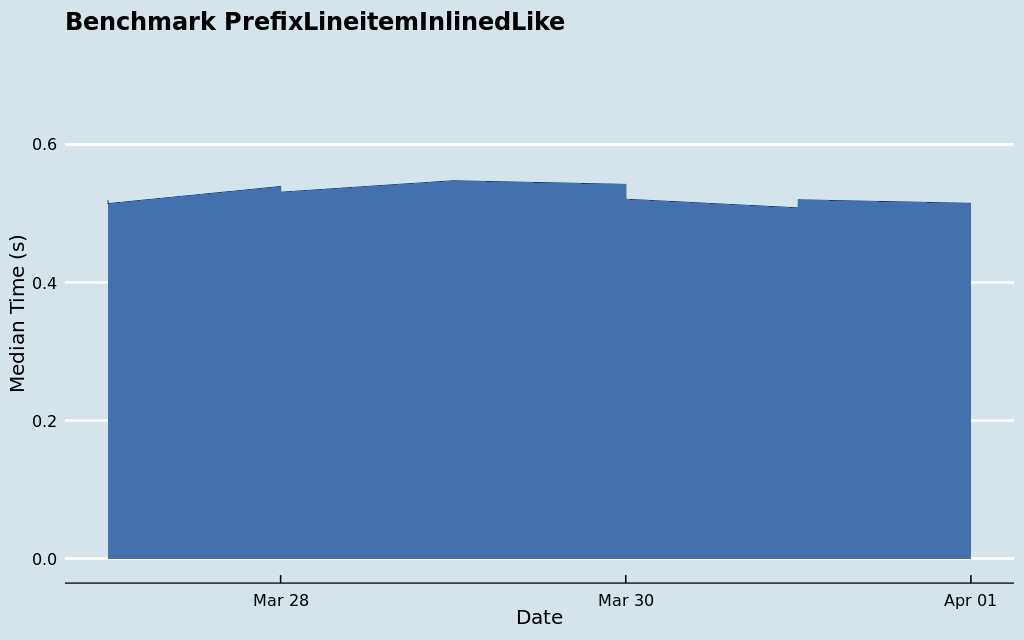 Benchmark PrefixLineitemInlinedLike
0.6
0.4
0.2
0.0
Median Time (s)
Mar 28
Mar 30
Apr 01
Date